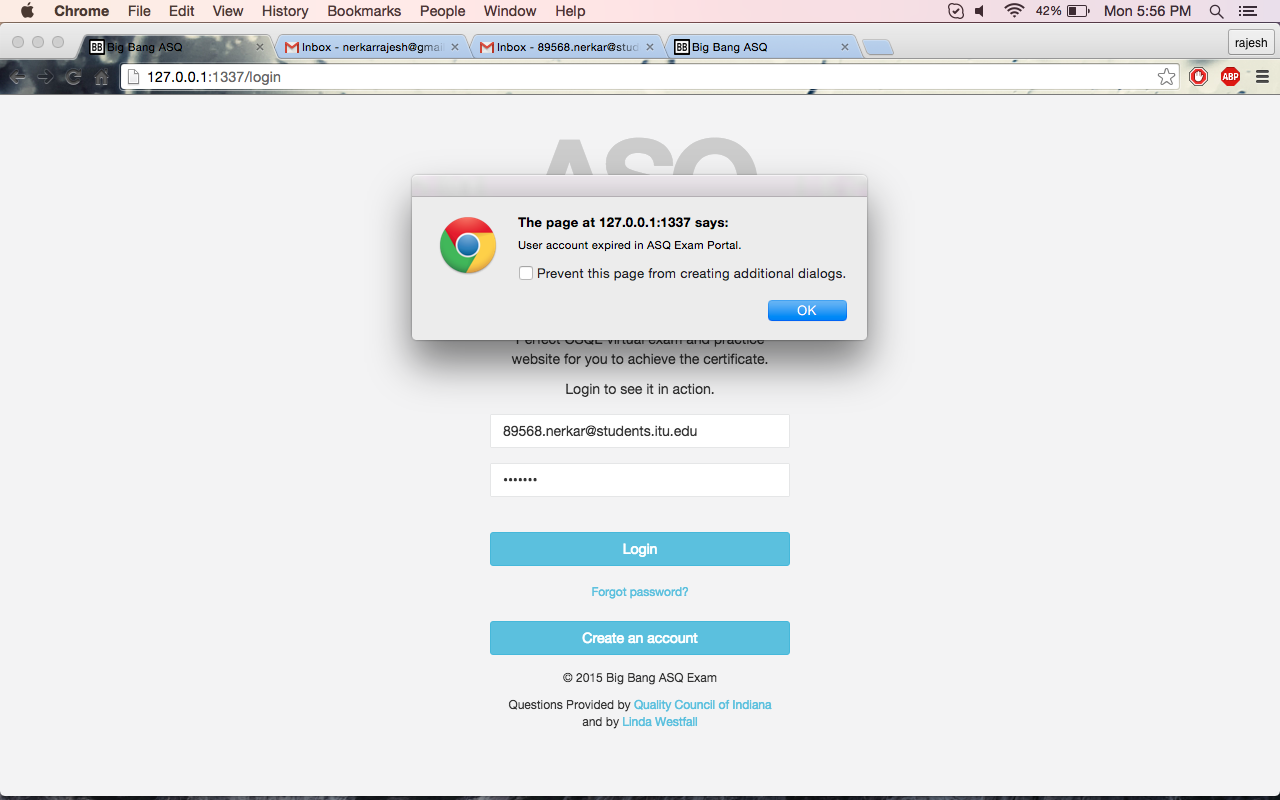 Chrome File Edit View History Bookmarks People Window Help 42% Mon 5:56 PM
BB Big Bang ASQ Inbox - nerkarrajesh@gmai Inbox - 89568.nerkar@stud BB Big Bang ASQ rajesh
127.0.0.1:1337/login ABP
ASQ
The page at 127.0.0.1:1337 says:
User account expired in ASQ Exam Portal.
Prevent this page from creating additional dialogs.
OK
Perfect CSQE virtual exam and practice
website for you to achieve the certificate.
Login to see it in action.
89568.nerkar@students.itu.edu
•••••••
Login
Forgot password?
Create an account
© 2015 Big Bang ASQ Exam
Questions Provided by Quality Council of Indiana
and by Linda Westfall